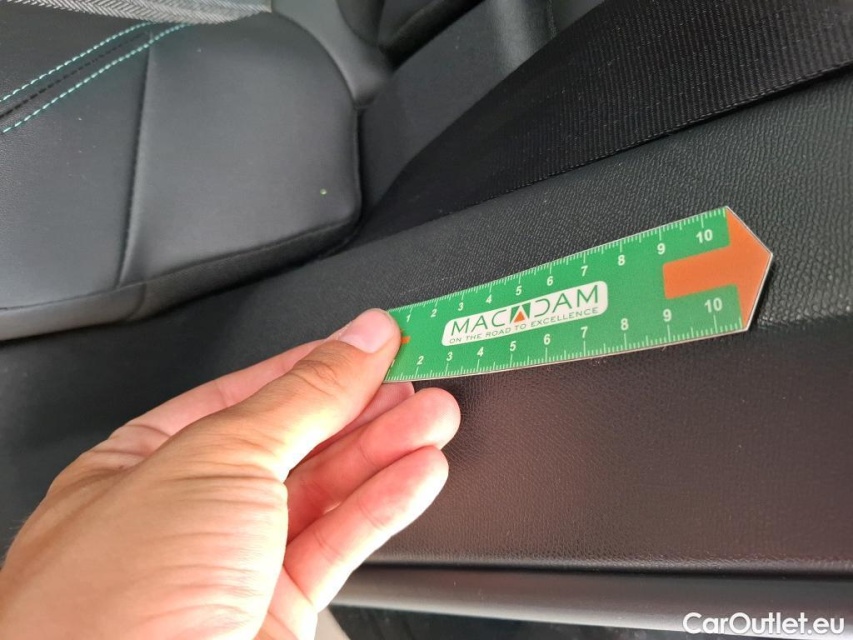 1 2 3 4 5 6 7 8 9 10
MACADAM
ON THE ROAD TO EXCELLENCE
2 3 4 5 6 7 8 9 10
CarOutlet.eu